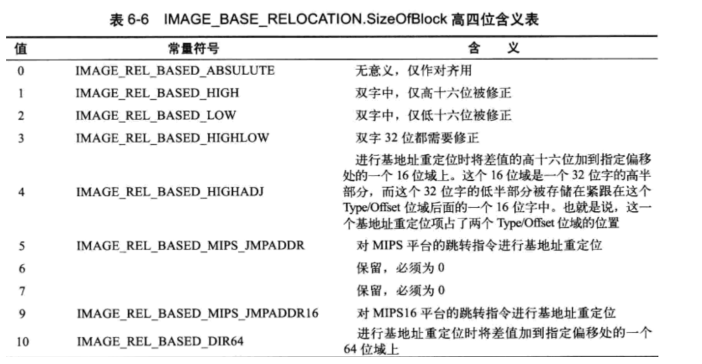 表 6-6 IMAGE_BASE_RELOCATION.SizeOfBlock 高四位含义表
值 常量符号 含 义
0 IMAGE_REL_BASED_ABSULUTE 无意义，仅作对齐用
1 IMAGE_REL_BASED_HIGH 双字中，仅高十六位被修正
2 IMAGE_REL_BASED_LOW 双字中，仅低十六位被修正
3 IMAGE_REL_BASED_HIGHLOW 双字 32 位都需要修正
进行基地址重定位时将差值的高十六位加到指定偏移
处的一个 16 位域上。这个 16 位域是一个 32 位字的高半
4 IMAGE_REL_BASED_HIGHADJ 部分，而这个 32 位字的低半部分被存储在紧跟在这个
Type/Offset 位域后面的一个 16 位字中。也就是说，这一
个基地址重定位项占了两个 Type/Offset 位域的位置
5 IMAGE_REL_BASED_MIPS_JMPADDR 对 MIPS 平台的跳转指令进行基地址重定位
6 保留，必须为 0
7 保留，必须为 0
9 IMAGE_REL_BASED_MIPS_JMPADDR16 对 MIPS16 平台的跳转指令进行基地址重定位
10 IMAGE_REL_BASED_DIR64 进行基地址重定位时将差值加到指定偏移处的一个
64 位域上